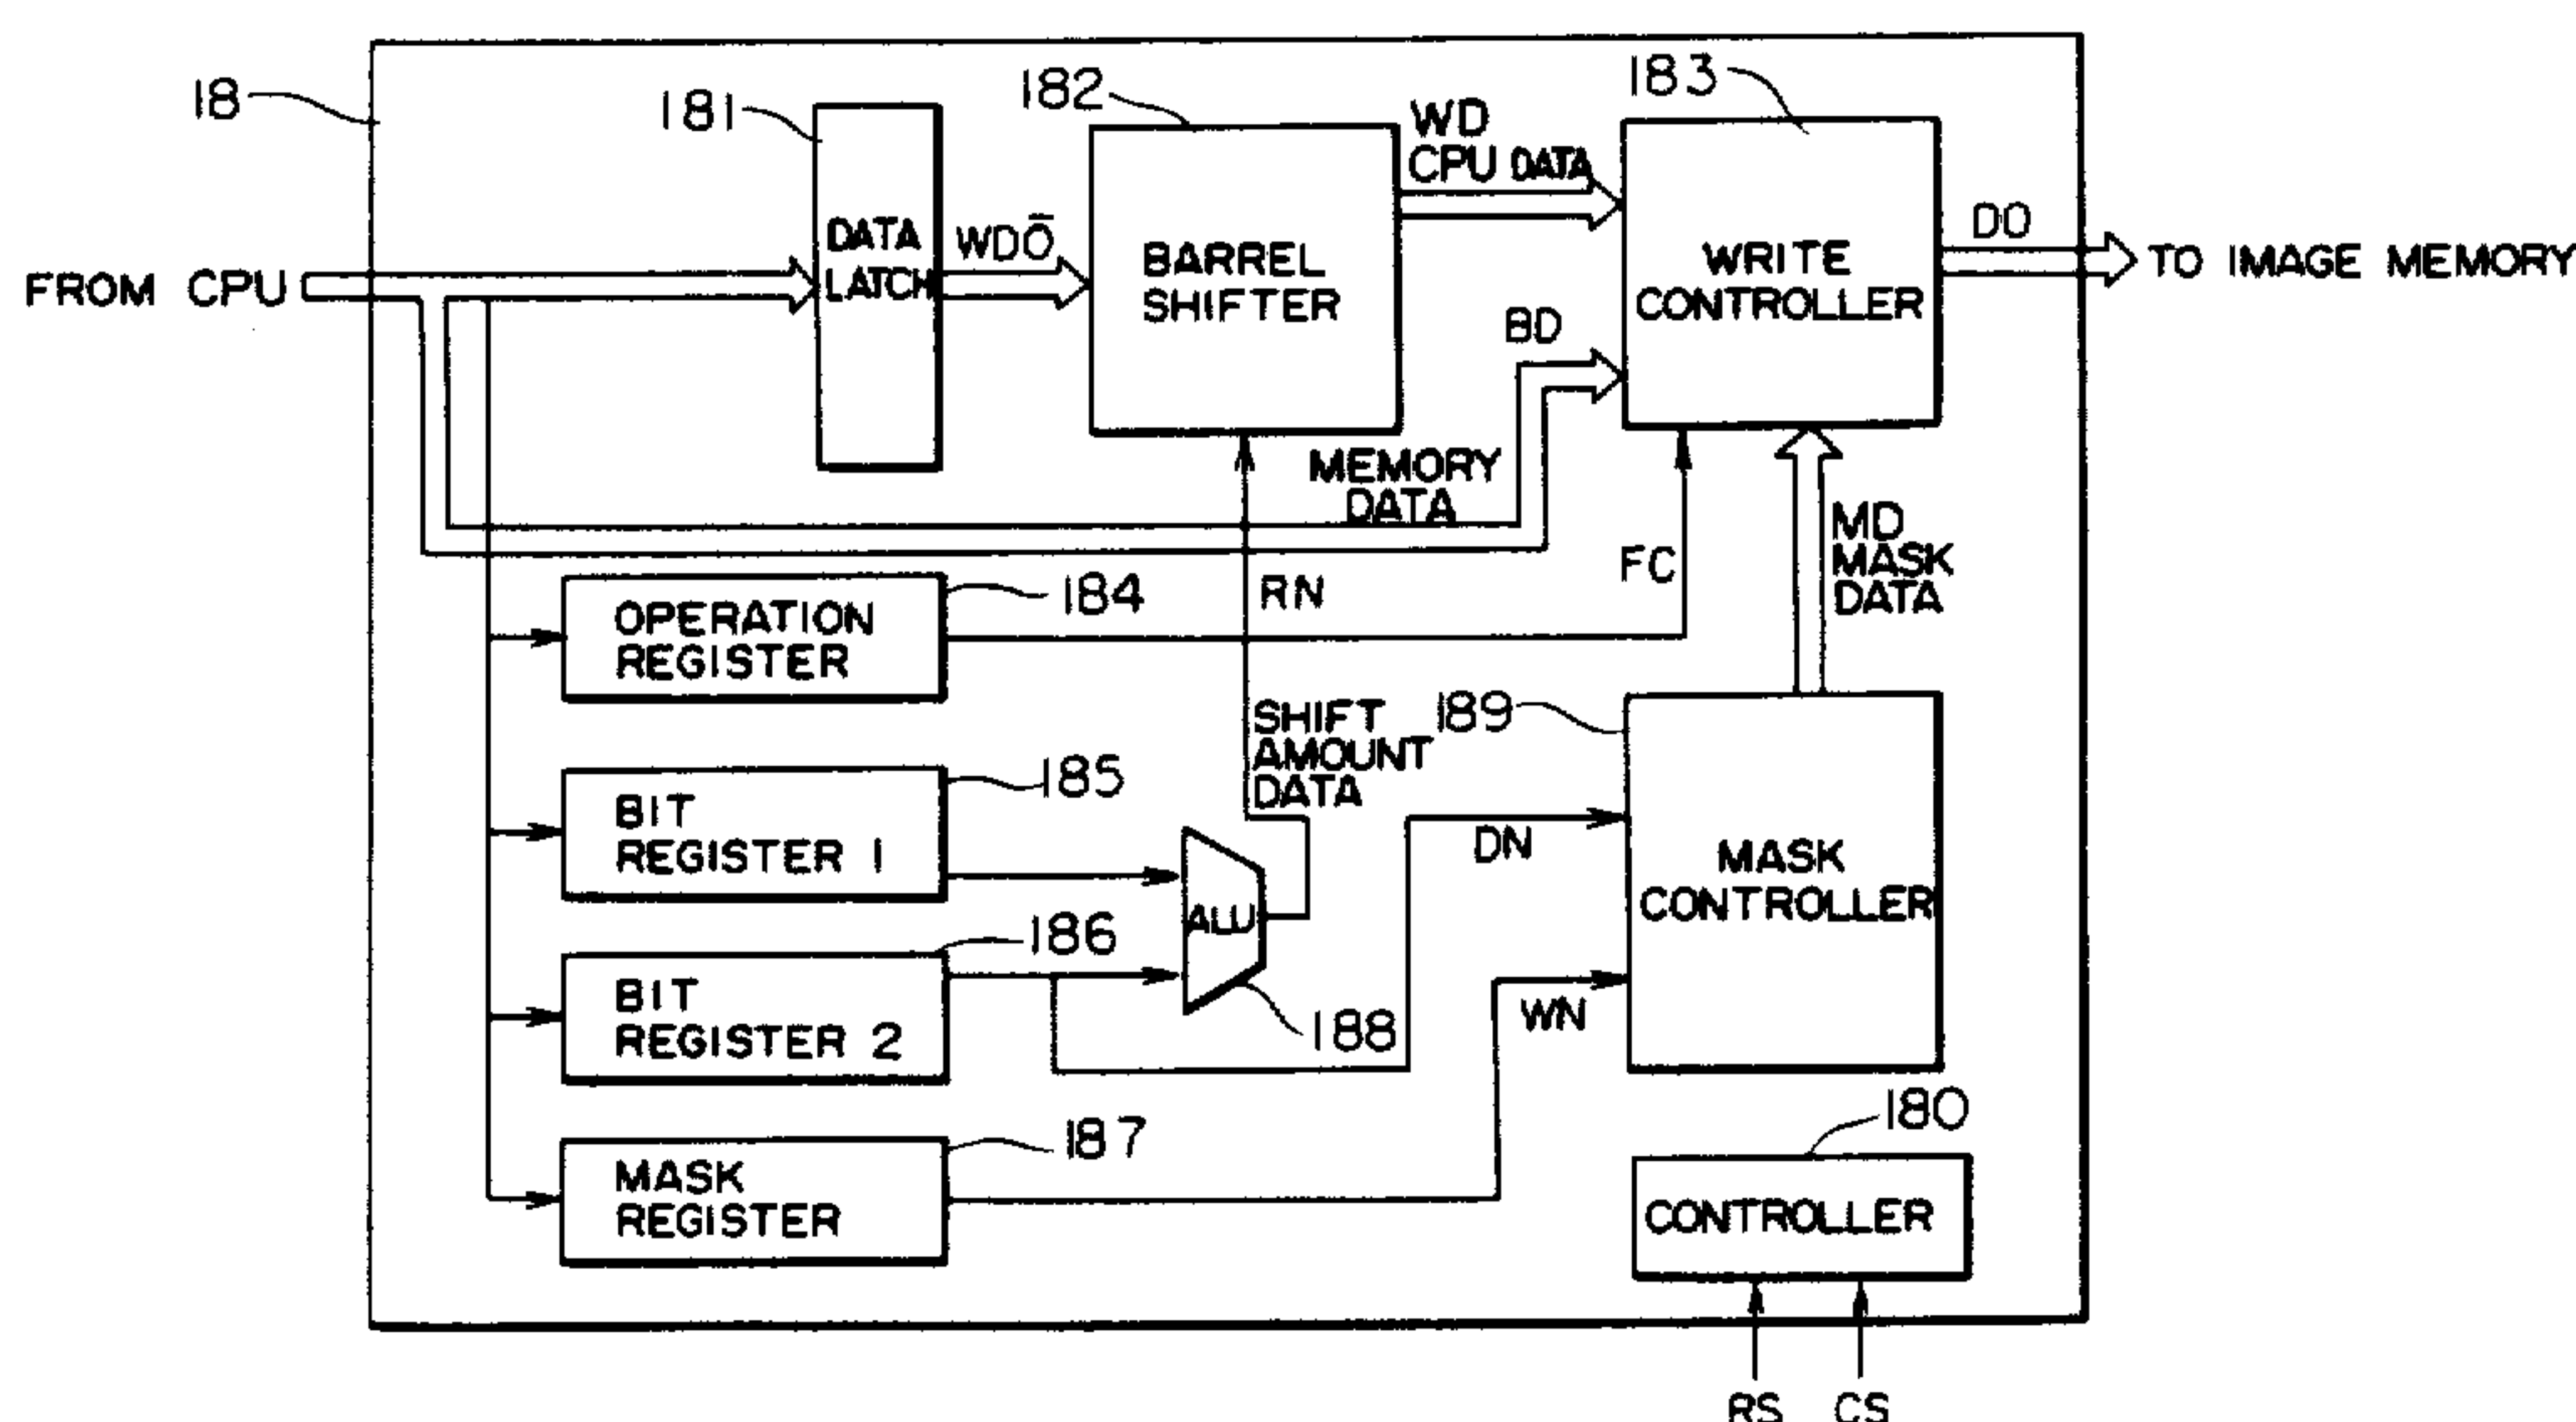 18
181
182
183
FROM CPU
DATA
LATCH
WDO̅
BARREL
SHIFTER
WD
CPU DATA
WRITE
CONTROLLER
DO
TO IMAGE MEMORY
BD
MEMORY
DATA
RN
FC
MD
MASK
DATA
OPERATION
REGISTER
184
SHIFT
AMOUNT
DATA
189
BIT
REGISTER 1
185
ALU
188
DN
MASK
CONTROLLER
BIT
REGISTER 2
186
WN
MASK
REGISTER
187
180
CONTROLLER
RS
CS